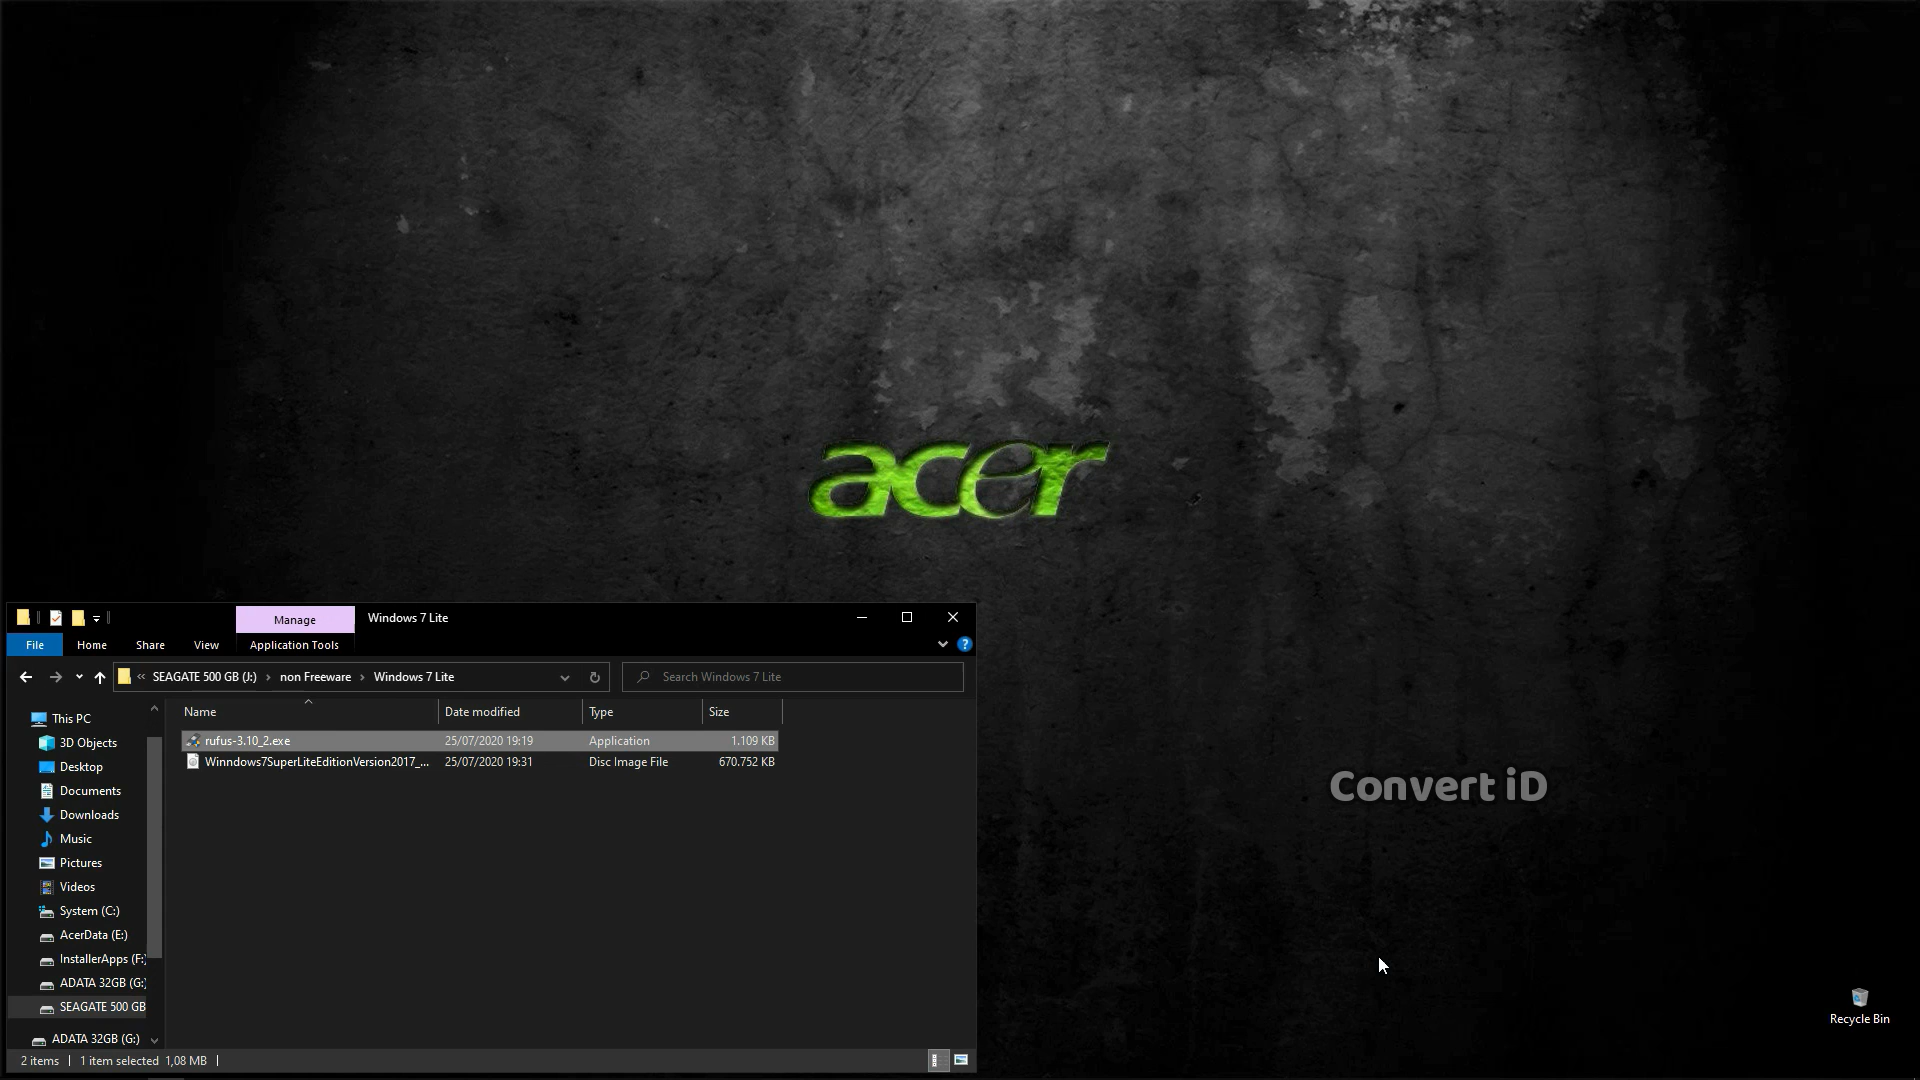 acer
Manage
Windows 7 Lite
File
Home
Share
View
Application Tools
?
« SEAGATE 500 GB (J:) › non Freeware › Windows 7 Lite
Search Windows 7 Lite
Name
Date modified
Type
Size
This PC
3D Objects
Desktop
Documents
Downloads
Music
Pictures
Videos
System (C:)
AcerData (E:)
InstallerApps (F:)
ADATA 32GB (G:)
SEAGATE 500 GB
ADATA 32GB (G:)
rufus-3.10_2.exe 25/07/2020 19:19 Application 1.109 KB
Winndows7SuperLiteEditionVersion2017_... 25/07/2020 19:31 Disc Image File 670.752 KB
2 items
1 item selected 1,08 MB
Convert iD
Recycle Bin